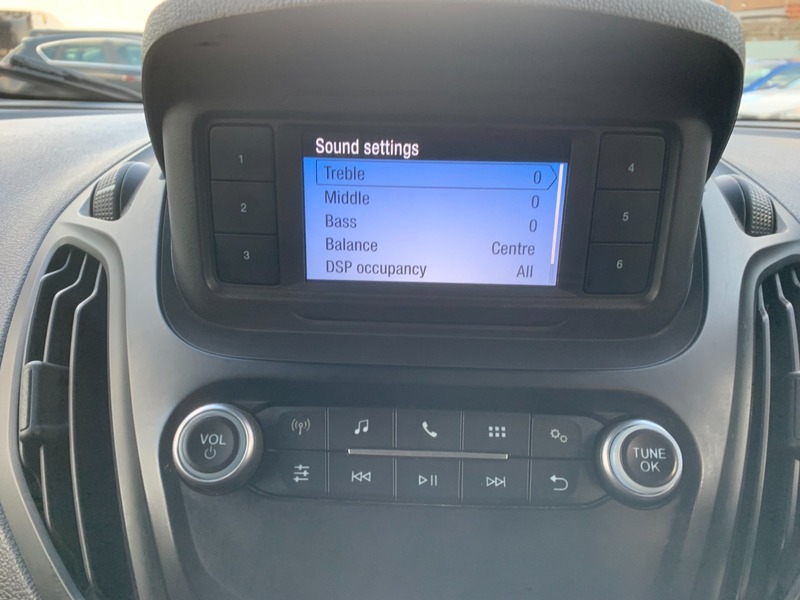 Sound settings
Treble 0
Middle 0
Bass 0
Balance Centre
DSP occupancy All
1
2
3
4
5
6
VOL
TUNE
OK